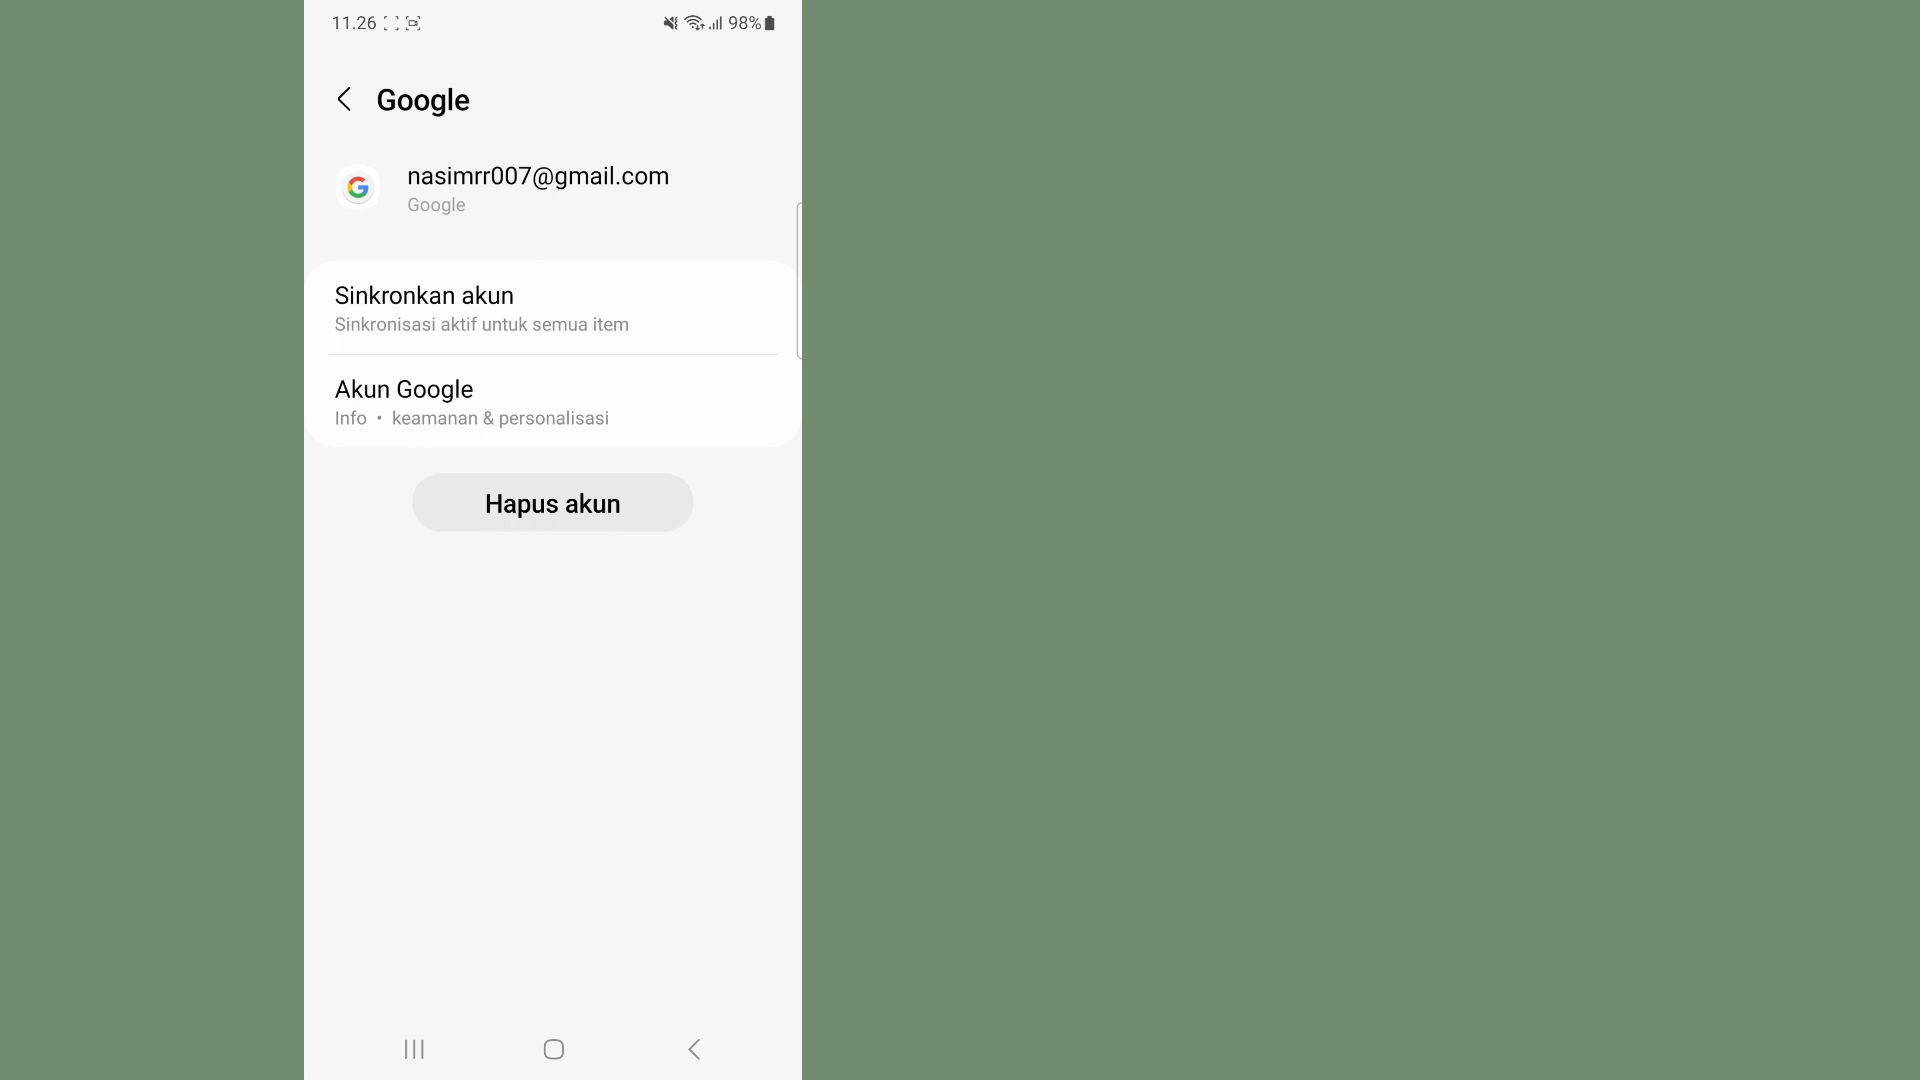 11.26 98%
Google
nasimrr007@gmail.com
Google
Sinkronkan akun
Sinkronisasi aktif untuk semua item
Akun Google
Info • keamanan & personalisasi
Hapus akun